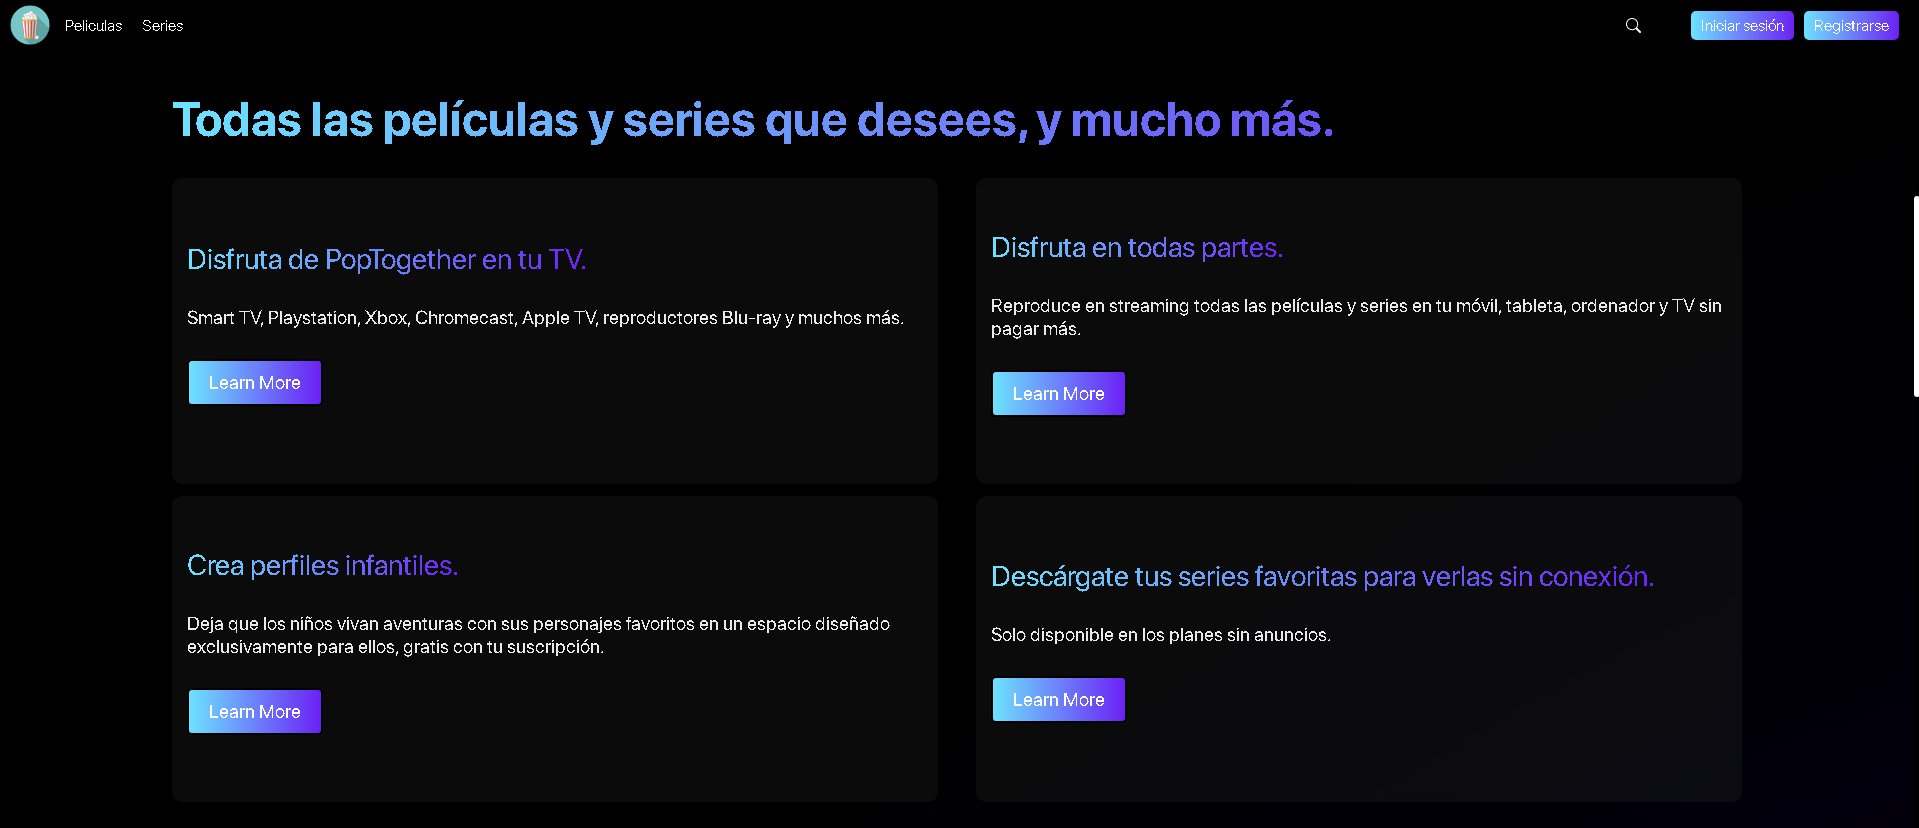 Peliculas
Series
Iniciar sesión
Registrarse
Todas las películas y series que desees, y mucho más.
Disfruta de PopTogether en tu TV.
Smart TV, Playstation, Xbox, Chromecast, Apple TV, reproductores Blu-ray y muchos más.
Learn More
Disfruta en todas partes.
Reproduce en streaming todas las películas y series en tu móvil, tableta, ordenador y TV sin
pagar más.
Learn More
Crea perfiles infantiles.
Deja que los niños vivan aventuras con sus personajes favoritos en un espacio diseñado
exclusivamente para ellos, gratis con tu suscripción.
Learn More
Descárgate tus series favoritas para verlas sin conexión.
Solo disponible en los planes sin anuncios.
Learn More